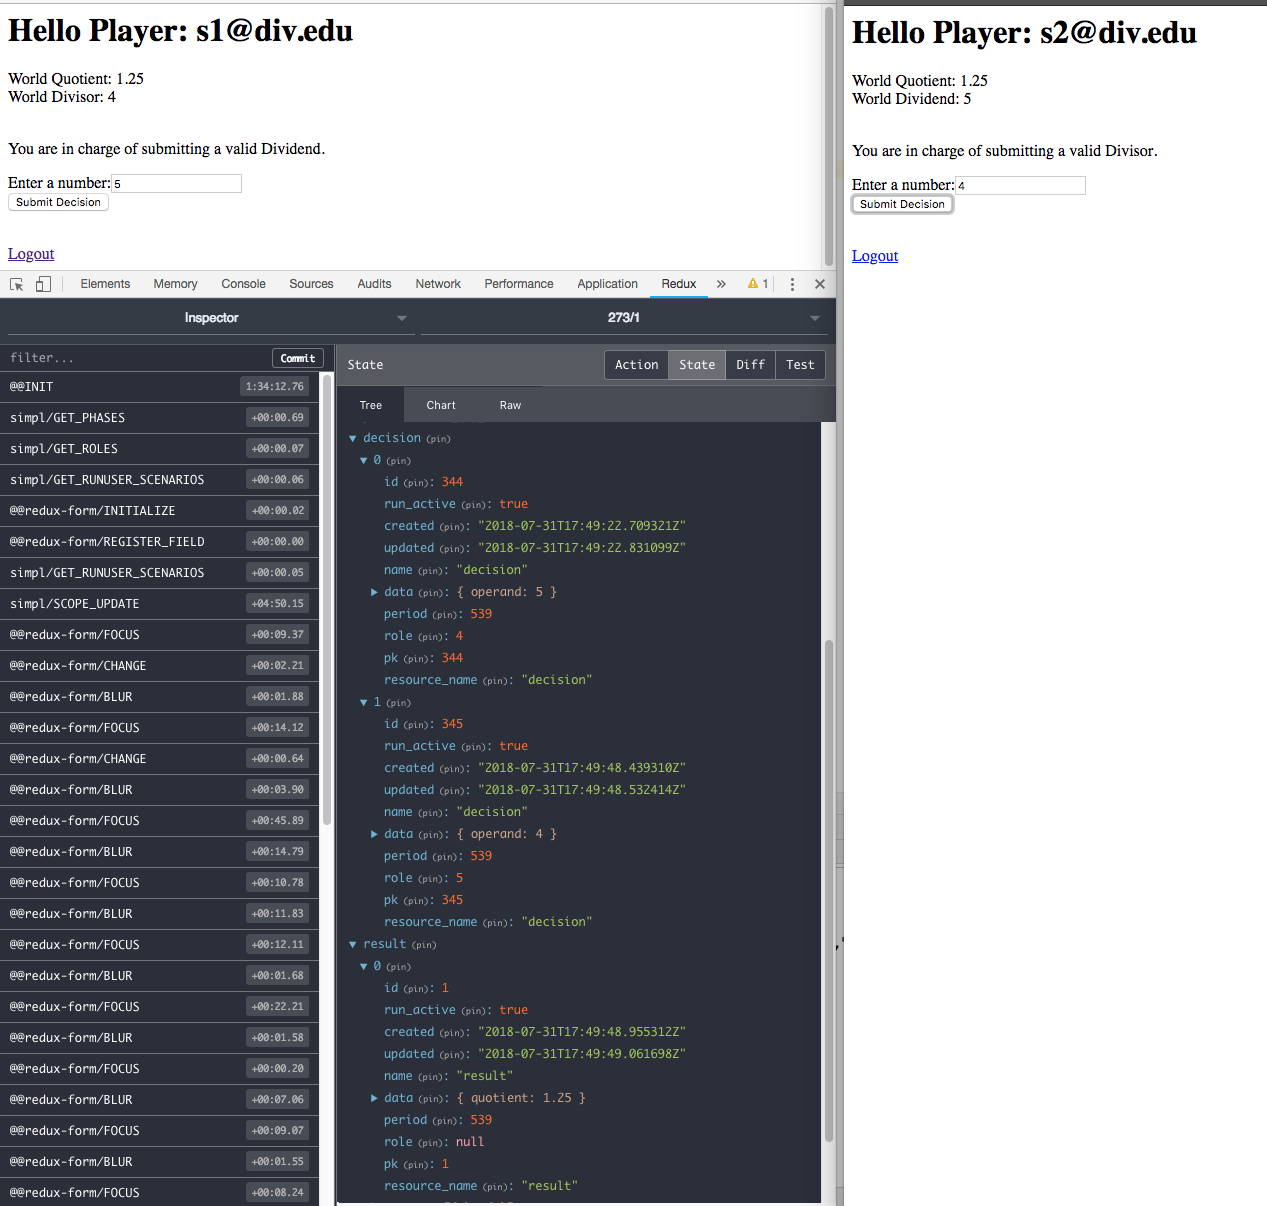 Hello Player: s1@div.edu
World Quotient: 1.25
World Divisor: 4
You are in charge of submitting a valid Dividend.
Enter a number: 5
Submit Decision
Logout
Hello Player: s2@div.edu
World Quotient: 1.25
World Dividend: 5
You are in charge of submitting a valid Divisor.
Enter a number: 4
Submit Decision
Logout
Elements Memory Console Sources Audits Network Performance Application Redux » 1
Inspector 273/1
filter... Commit
@@INIT 1:34:12.76
simpl/GET_PHASES +00:00.69
simpl/GET_ROLES +00:00.07
simpl/GET_RUNUSER_SCENARIOS +00:00.06
@@redux-form/INITIALIZE +00:00.02
@@redux-form/REGISTER_FIELD +00:00.00
simpl/GET_RUNUSER_SCENARIOS +00:00.05
simpl/SCOPE_UPDATE +04:50.15
@@redux-form/FOCUS +00:09.37
@@redux-form/CHANGE +00:02.21
@@redux-form/BLUR +00:01.88
@@redux-form/FOCUS +00:14.12
@@redux-form/CHANGE +00:00.64
@@redux-form/BLUR +00:03.90
@@redux-form/FOCUS +00:45.89
@@redux-form/BLUR +00:14.79
@@redux-form/FOCUS +00:10.78
@@redux-form/BLUR +00:11.83
@@redux-form/FOCUS +00:12.11
@@redux-form/BLUR +00:01.68
@@redux-form/FOCUS +00:22.21
@@redux-form/BLUR +00:01.58
@@redux-form/FOCUS +00:00.20
@@redux-form/BLUR +00:07.06
@@redux-form/FOCUS +00:09.07
@@redux-form/BLUR +00:01.55
@@redux-form/FOCUS +00:08.24
State Action State Diff Test
Tree Chart Raw
decision (pin)
0 (pin)
id (pin): 344
run_active (pin): true
created (pin): "2018-07-31T17:49:22.709321Z"
updated (pin): "2018-07-31T17:49:22.831099Z"
name (pin): "decision"
data (pin): { operand: 5 }
period (pin): 539
role (pin): 4
pk (pin): 344
resource_name (pin): "decision"
1 (pin)
id (pin): 345
run_active (pin): true
created (pin): "2018-07-31T17:49:48.439310Z"
updated (pin): "2018-07-31T17:49:48.532414Z"
name (pin): "decision"
data (pin): { operand: 4 }
period (pin): 539
role (pin): 5
pk (pin): 345
resource_name (pin): "decision"
result (pin)
0 (pin)
id (pin): 1
run_active (pin): true
created (pin): "2018-07-31T17:49:48.955312Z"
updated (pin): "2018-07-31T17:49:49.061698Z"
name (pin): "result"
data (pin): { quotient: 1.25 }
period (pin): 539
role (pin): null
pk (pin): 1
resource_name (pin): "result"